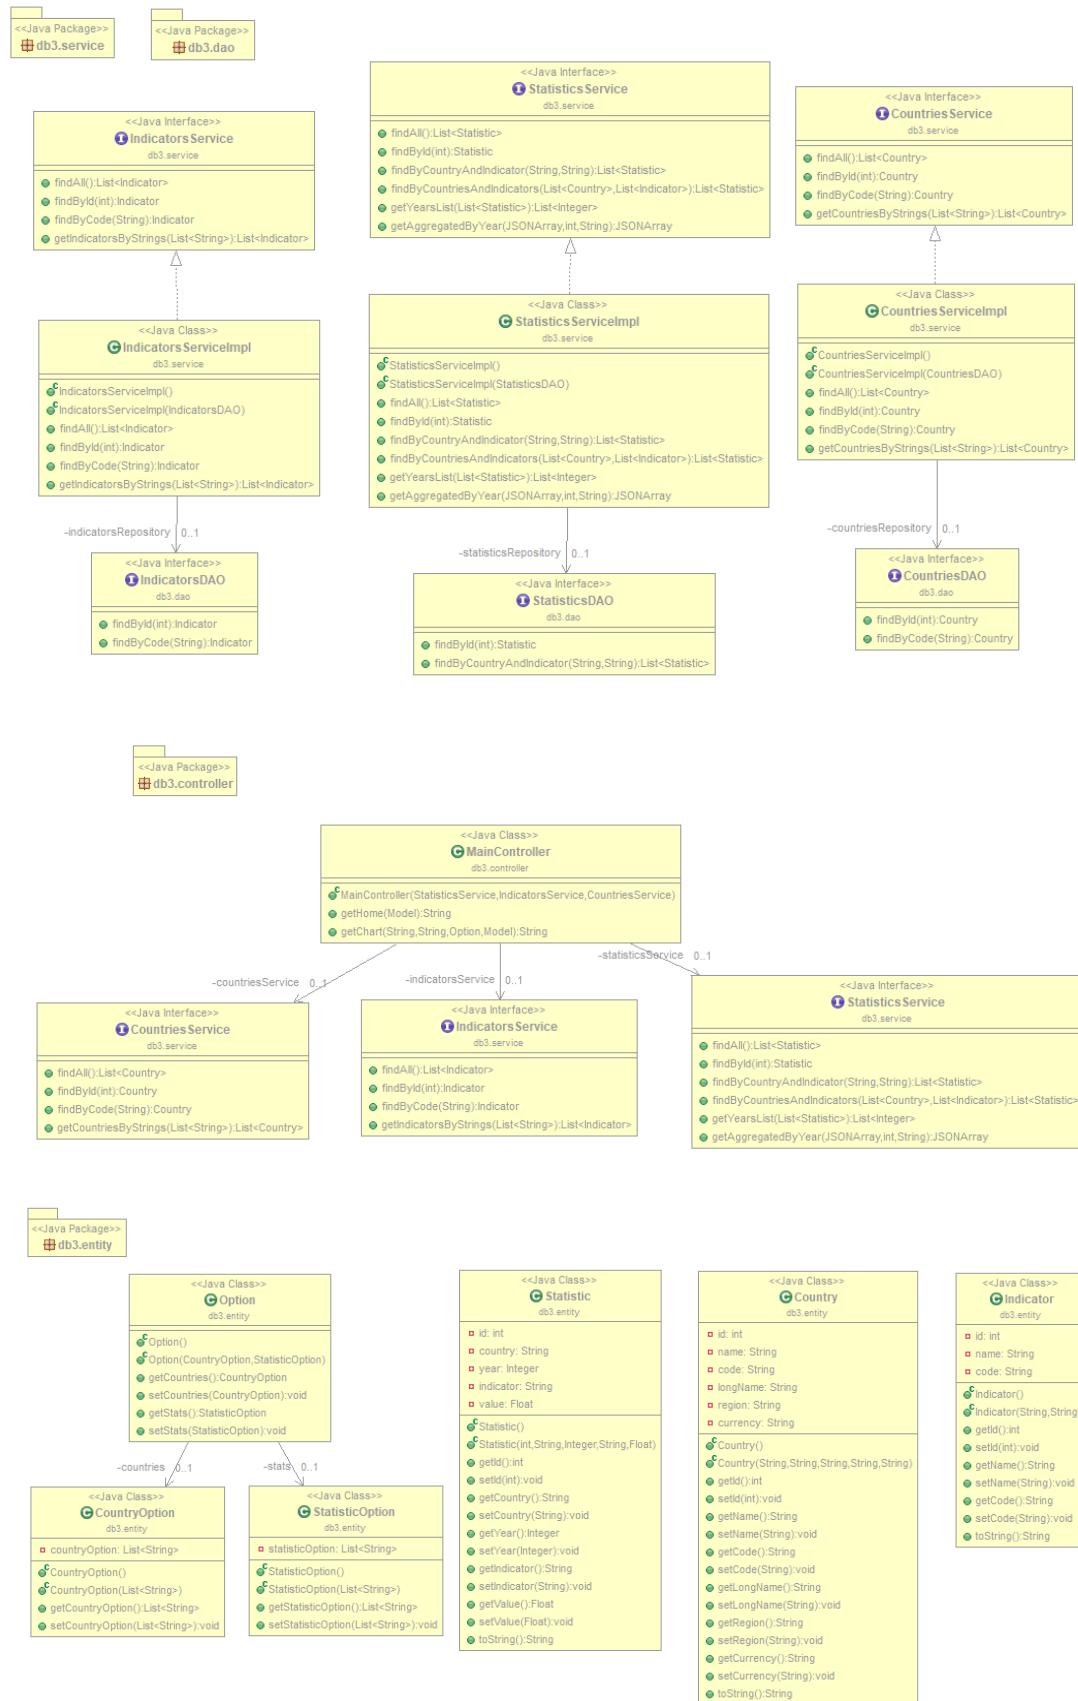 <<Java Package>>
db3.service
<<Java Package>>
db3.dao
<<Java Interface>>
IndicatorsService
db3.service
findAll():List<Indicator>
findById(int):Indicator
findByCode(String):Indicator
getIndicatorsByStrings(List<String>):List<Indicator>
<<Java Interface>>
StatisticsService
db3.service
findAll():List<Statistic>
findById(int):Statistic
findByCountryAndIndicator(String,String):List<Statistic>
findByCountriesAndIndicators(List<Country>,List<Indicator>):List<Statistic>
getYearsList(List<Statistic>):List<Integer>
getAggregatedByYear(JSONArray,int,String):JSONArray
<<Java Interface>>
CountriesService
db3.service
findAll():List<Country>
findById(int):Country
findByCode(String):Country
getCountriesByStrings(List<String>):List<Country>
<<Java Class>>
IndicatorsServiceImpl
db3.service
IndicatorsServiceImpl()
IndicatorsServiceImpl(IndicatorsDAO)
findAll():List<Indicator>
findById(int):Indicator
findByCode(String):Indicator
getIndicatorsByStrings(List<String>):List<Indicator>
<<Java Class>>
StatisticsServiceImpl
db3.service
StatisticsServiceImpl()
StatisticsServiceImpl(StatisticsDAO)
findAll():List<Statistic>
findById(int):Statistic
findByCountryAndIndicator(String,String):List<Statistic>
findByCountriesAndIndicators(List<Country>,List<Indicator>):List<Statistic>
getYearsList(List<Statistic>):List<Integer>
getAggregatedByYear(JSONArray,int,String):JSONArray
<<Java Class>>
CountriesServiceImpl
db3.service
CountriesServiceImpl()
CountriesServiceImpl(CountriesDAO)
findAll():List<Country>
findById(int):Country
findByCode(String):Country
getCountriesByStrings(List<String>):List<Country>
-indicatorsRepository 0..1
-statisticsRepository 0..1
-countriesRepository 0..1
<<Java Interface>>
IndicatorsDAO
db3.dao
findById(int):Indicator
findByCode(String):Indicator
<<Java Interface>>
StatisticsDAO
db3.dao
findById(int):Statistic
findByCountryAndIndicator(String,String):List<Statistic>
<<Java Interface>>
CountriesDAO
db3.dao
findById(int):Country
findByCode(String):Country
<<Java Package>>
db3.controller
<<Java Class>>
MainController
db3.controller
MainController(StatisticsService,IndicatorsService,CountriesService)
getHome(Model):String
getChart(String,String,Option,Model):String
-countriesService 0..1
-indicatorsService 0..1
-statisticsService 0..1
<<Java Interface>>
CountriesService
db3.service
findAll():List<Country>
findById(int):Country
findByCode(String):Country
getCountriesByStrings(List<String>):List<Country>
<<Java Interface>>
IndicatorsService
db3.service
findAll():List<Indicator>
findById(int):Indicator
findByCode(String):Indicator
getIndicatorsByStrings(List<String>):List<Indicator>
<<Java Interface>>
StatisticsService
db3.service
findAll():List<Statistic>
findById(int):Statistic
findByCountryAndIndicator(String,String):List<Statistic>
findByCountriesAndIndicators(List<Country>,List<Indicator>):List<Statistic>
getYearsList(List<Statistic>):List<Integer>
getAggregatedByYear(JSONArray,int,String):JSONArray
<<Java Package>>
db3.entity
<<Java Class>>
Option
db3.entity
Option()
Option(CountryOption,StatisticOption)
getCountries():CountryOption
setCountries(CountryOption):void
getStats():StatisticOption
setStats(StatisticOption):void
-countries 0..1
-stats 0..1
<<Java Class>>
CountryOption
db3.entity
countryOption: List<String>
CountryOption()
CountryOption(List<String>)
getCountryOption():List<String>
setCountryOption(List<String>):void
<<Java Class>>
StatisticOption
db3.entity
statisticOption: List<String>
StatisticOption()
StatisticOption(List<String>)
getStatisticOption():List<String>
setStatisticOption(List<String>):void
<<Java Class>>
Statistic
db3.entity
id: int
country: String
year: Integer
indicator: String
value: Float
Statistic()
Statistic(int,String,Integer,String,Float)
getId():int
setId(int):void
getCountry():String
setCountry(String):void
getYear():Integer
setYear(Integer):void
getIndicator():String
setIndicator(String):void
getValue():Float
setValue(Float):void
toString():String
<<Java Class>>
Country
db3.entity
id: int
name: String
code: String
longName: String
region: String
currency: String
Country()
Country(String,String,String,String,String)
getId():int
setId(int):void
getName():String
setName(String):void
getCode():String
setCode(String):void
getLongName():String
setLongName(String):void
getRegion():String
setRegion(String):void
getCurrency():String
setCurrency(String):void
toString():String
<<Java Class>>
Indicator
db3.entity
id: int
name: String
code: String
Indicator()
Indicator(String,String
getId():int
setId(int):void
getName():String
setName(String):void
getCode():String
setCode(String):void
toString():String